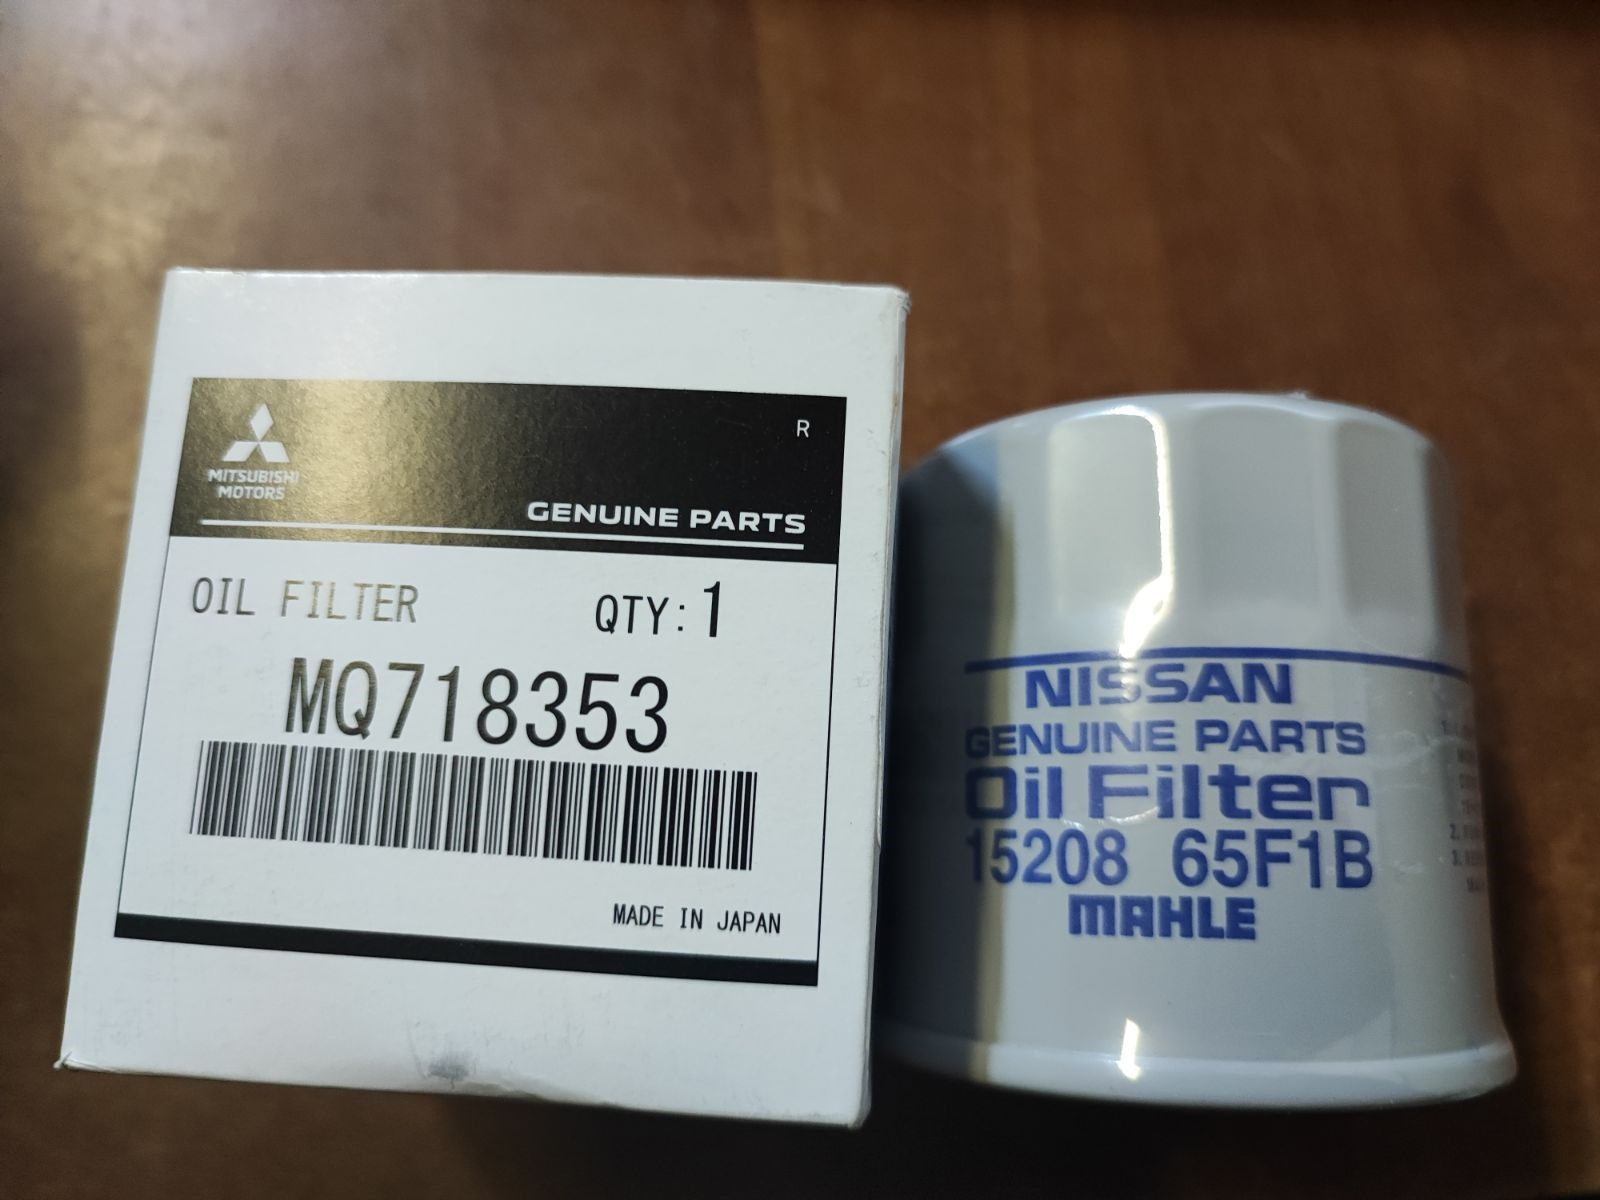 R
MITSUBISHI
MOTORS
GENUINE PARTS
OIL FILTER
QTY: 1
MQ718353
MADE IN JAPAN
NISSAN
GENUINE PARTS
Oil Filter
15208 65F1B
MAHLE